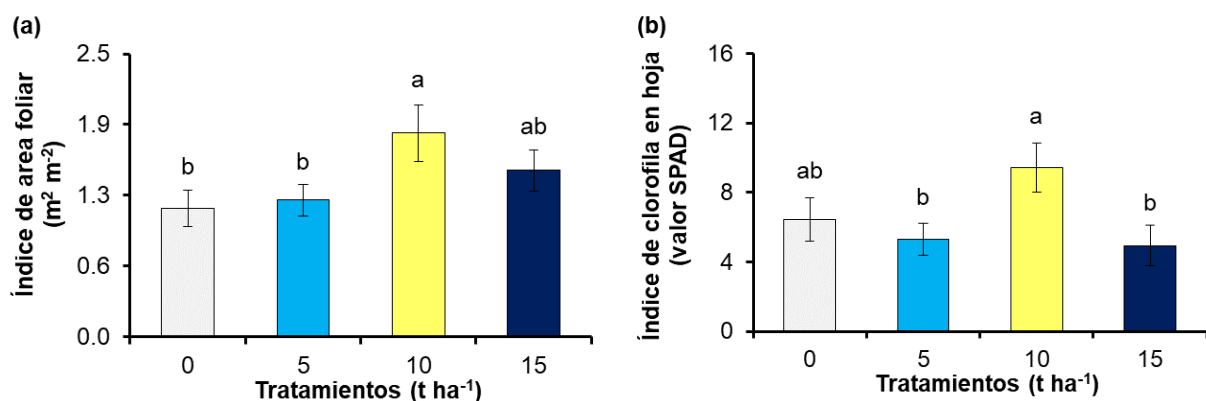 (a)
Índice de area foliar
(m² m⁻²)
2.5
1.9
1.3
0.6
0.0
b
b
a
ab
0
5
10
15
Tratamientos (t ha⁻¹)
(b)
Índice de clorofila en hoja
(valor SPAD)
16
12
8
4
0
ab
b
a
b
0
5
10
15
Tratamientos (t ha⁻¹)